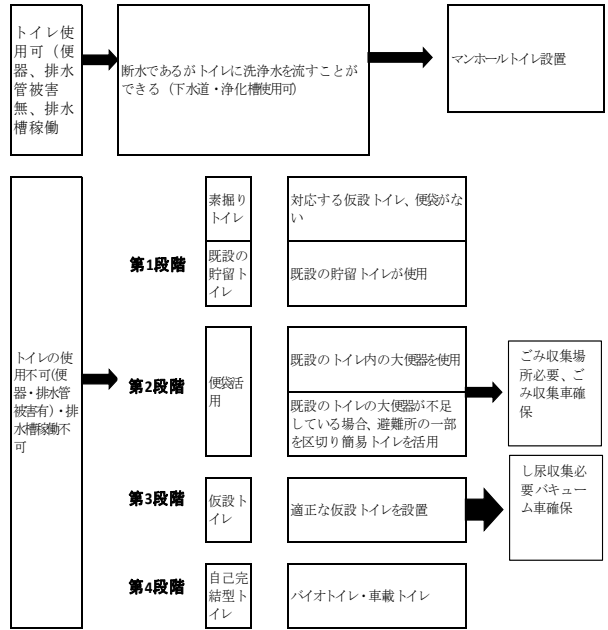 トイレ使
用可（便
器、排水
管被害
無、排水
槽稼働
断水であるがトイレに洗浄水を流すことが
できる（下水道・浄化槽使用可）
マンホールトイレ設置
トイレの使
用不可(便
器・排水管
被害有)・排
水槽稼働不
可
第1段階
素掘り
トイレ
対応する仮設トイレ、便袋がな
い
既設の
貯留ト
イレ
既設の貯留トイレが使用
第2段階
便袋活
用
既設のトイレ内の大便器を使用
既設のトイレの大便器が不足
している場合、避難所の一部
を区切り簡易トイレを活用
ごみ収集場
所必要、ご
み収集車確
保
第3段階
仮設ト
イレ
適正な仮設トイレを設置
し尿収集必
要バキュー
ム車確保
第4段階
自己完
結型ト
イレ
バイオトイレ・車載トイレ